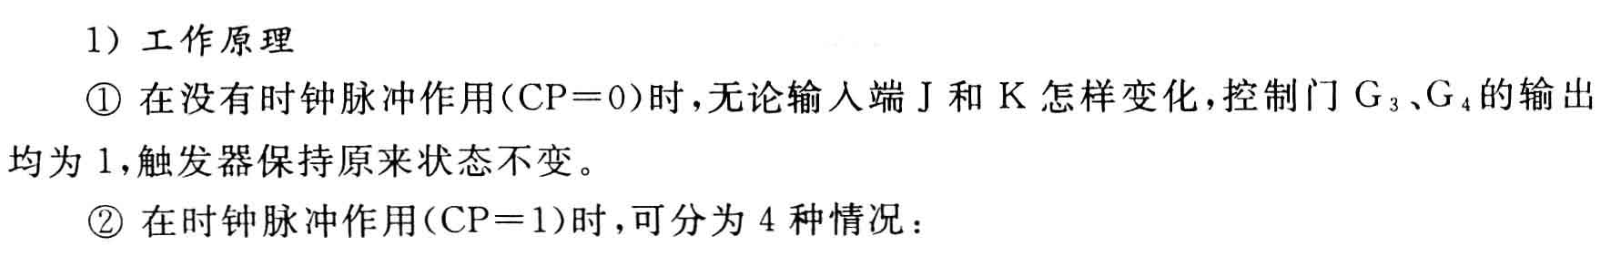 1) 工作原理
① 在没有时钟脉冲作用(CP=0)时,无论输入端 J 和 K 怎样变化,控制门 G₃、G₄的输出
均为 1,触发器保持原来状态不变。
② 在时钟脉冲作用(CP=1)时,可分为 4 种情况: